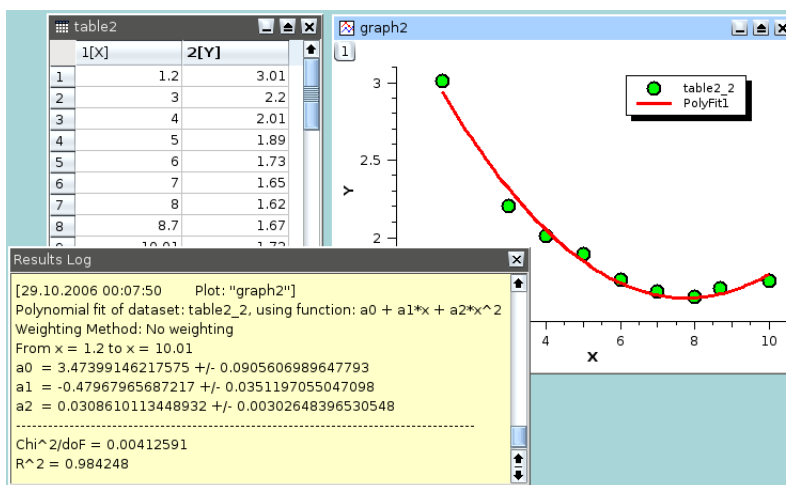 table2
1[X] 2[Y]
1 1.2 3.01
2 3 2.2
3 4 2.01
4 5 1.89
5 6 1.73
6 7 1.65
7 8 1.62
8 8.7 1.67
9 10.01 1.72
graph2
1
3
2.5
2
Y
table2_2
PolyFit1
4 6 8 10
X
Results Log
[29.10.2006 00:07:50 Plot: "graph2"]
Polynomial fit of dataset: table2_2, using function: a0 + a1*x + a2*x^2
Weighting Method: No weighting
From x = 1.2 to x = 10.01
a0 = 3.47399146217575 +/- 0.0905606989647793
a1 = -0.47967965687217 +/- 0.0351197055047098
a2 = 0.0308610113448932 +/- 0.00302648396530548
---------------------------------------------------------------------------
Chi^2/doF = 0.00412591
R^2 = 0.984248